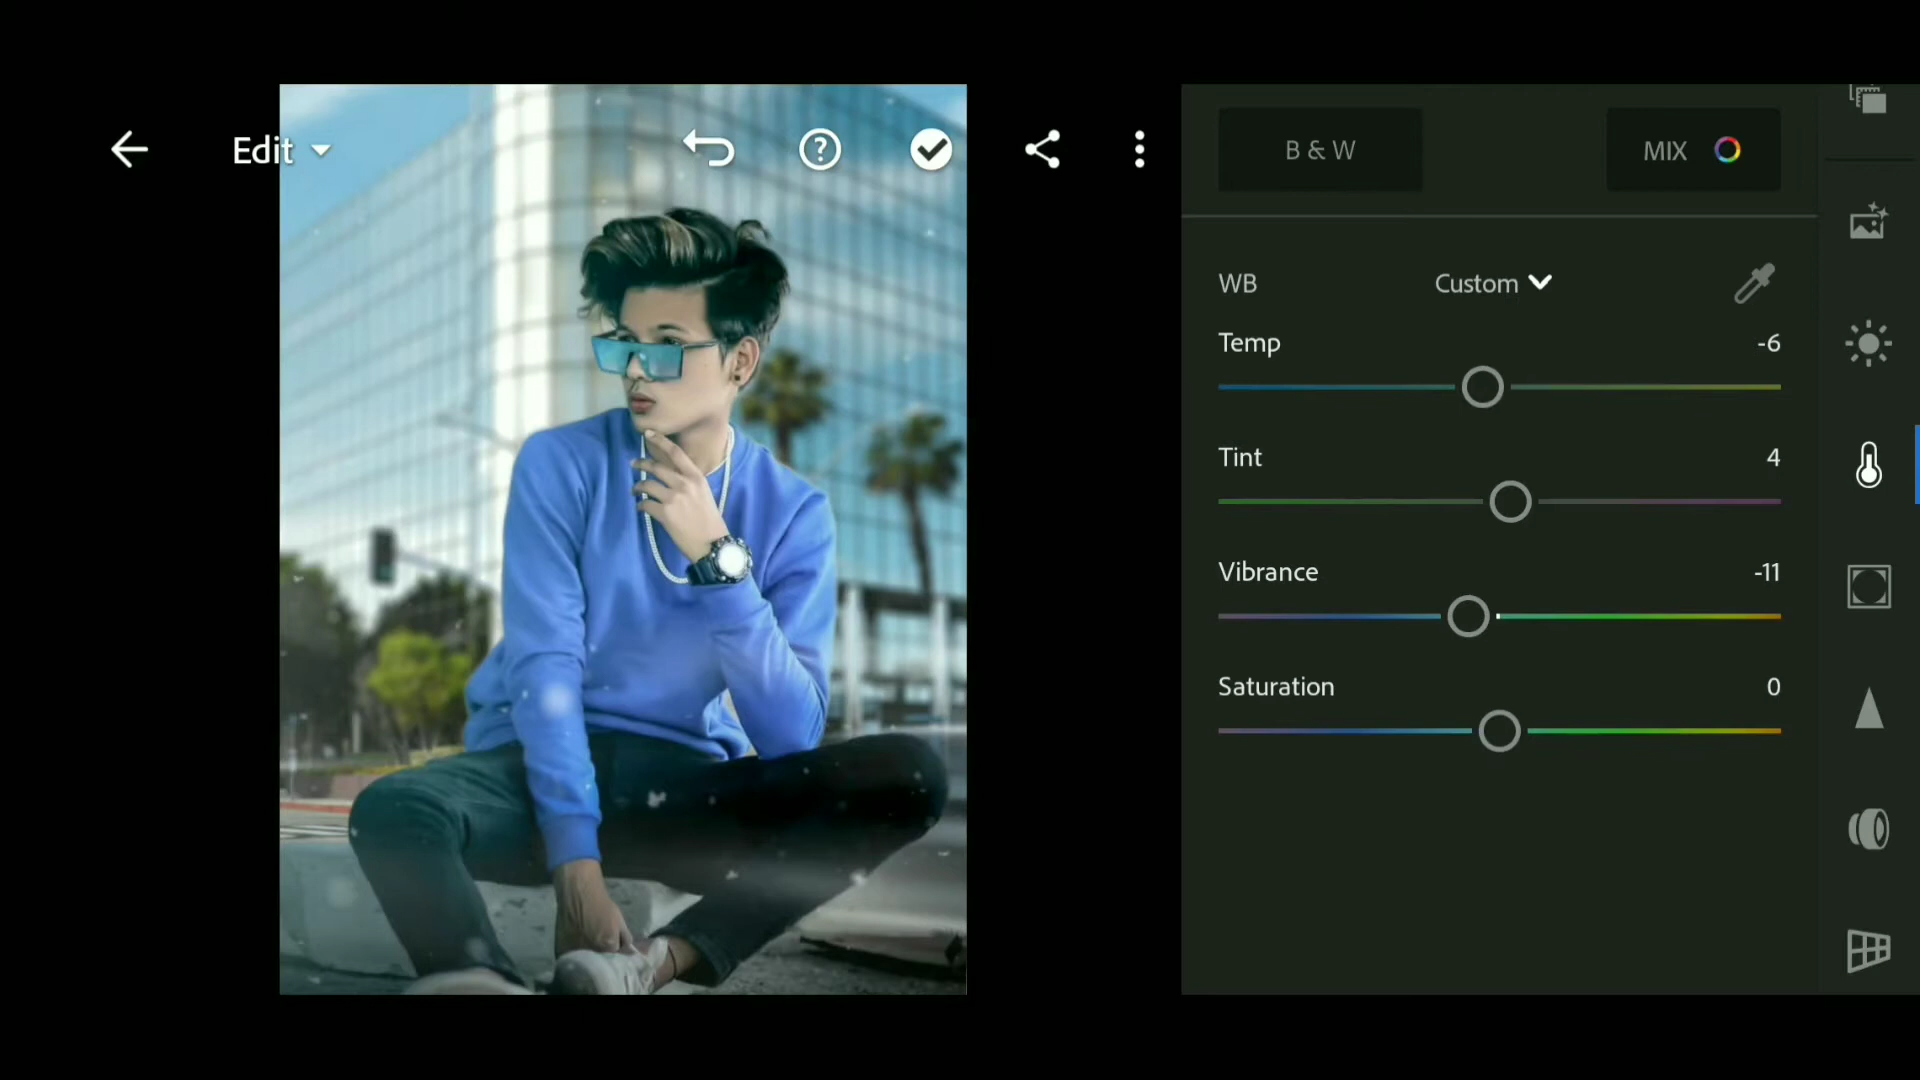 Edit
B & W
MIX
WB
Custom
Temp
-6
Tint
4
Vibrance
-11
Saturation
0